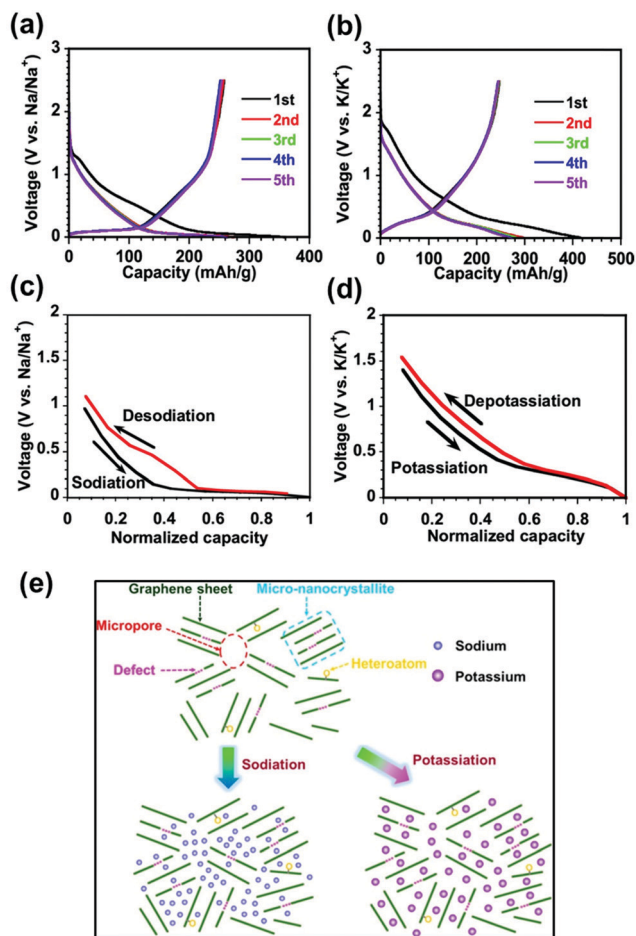 (a)
Voltage (V vs. Na/Na+)
3
2
1
0
1st
2nd
3rd
4th
5th
0 100 200 300 400
Capacity (mAh/g)
(b)
Voltage (V vs. K/K+)
3
2
1
0
1st
2nd
3rd
4th
5th
0 100 200 300 400 500
Capacity (mAh/g)
(c)
Voltage (V vs. Na/Na+)
2
1.5
1
0.5
0
Desodiation
Sodiation
0 0.2 0.4 0.6 0.8 1
Normalized capacity
(d)
Voltage (V vs. K/K+)
2
1.5
1
0.5
0
Depotassiation
Potassiation
0 0.2 0.4 0.6 0.8 1
Normalized capacity
(e)
Graphene sheet
Micro-nanocrystallite
Micropore
Defect
Heteroatom
Sodium
Potassium
Sodiation
Potassiation